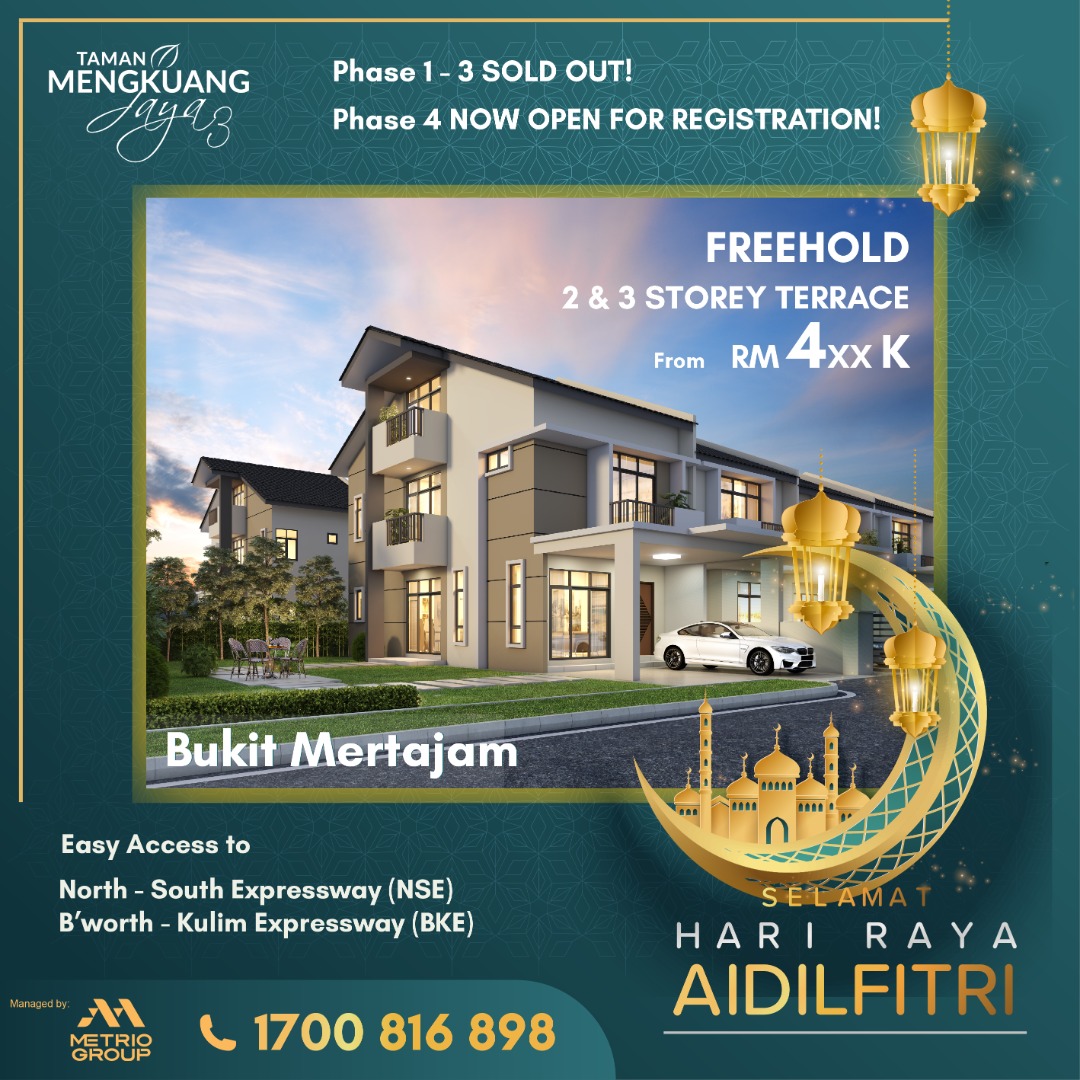 TAMAN
MENGKUANG
Jaya 3
Phase 1 - 3 SOLD OUT!
Phase 4 NOW OPEN FOR REGISTRATION!
FREEHOLD
2 & 3 STOREY TERRACE
From RM 4XX K
Bukit Mertajam
Easy Access to
North - South Expressway (NSE)
B'worth - Kulim Expressway (BKE)
SELAMAT
HARI RAYA
AIDILFITRI
Managed by:
METRIO
GROUP
1700 816 898